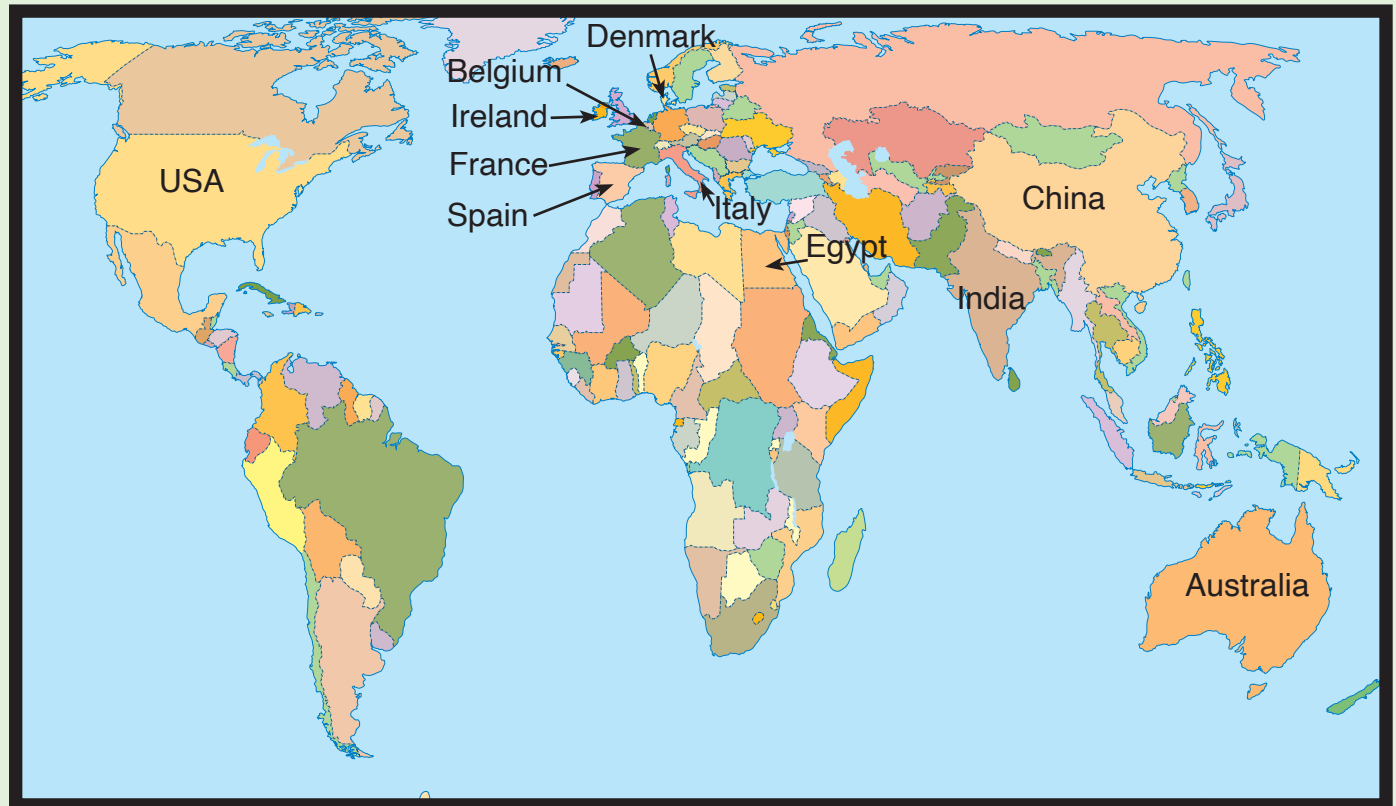 Denmark
Belgium
Ireland
France
Spain
Italy
Egypt
USA
China
India
Australia